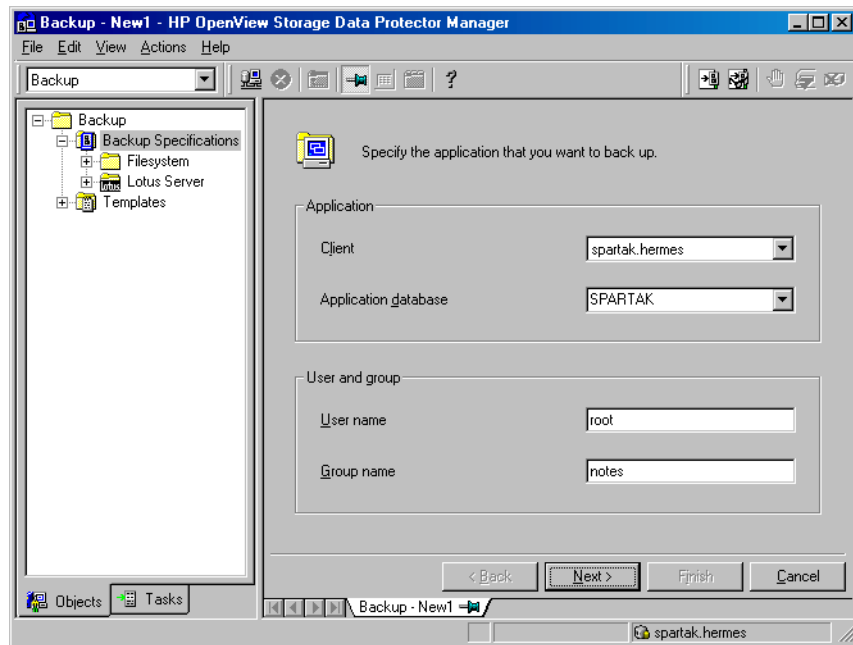 Backup - New1 - HP OpenView Storage Data Protector Manager
File Edit View Actions Help
Backup
?
Backup
Backup Specifications
Filesystem
Lotus Server
Templates
Specify the application that you want to back up.
Application
Client
spartak.hermes
Application database
SPARTAK
User and group
User name
root
Group name
notes
< Back
Next >
Finish
Cancel
Objects
Tasks
Backup - New1
spartak.hermes